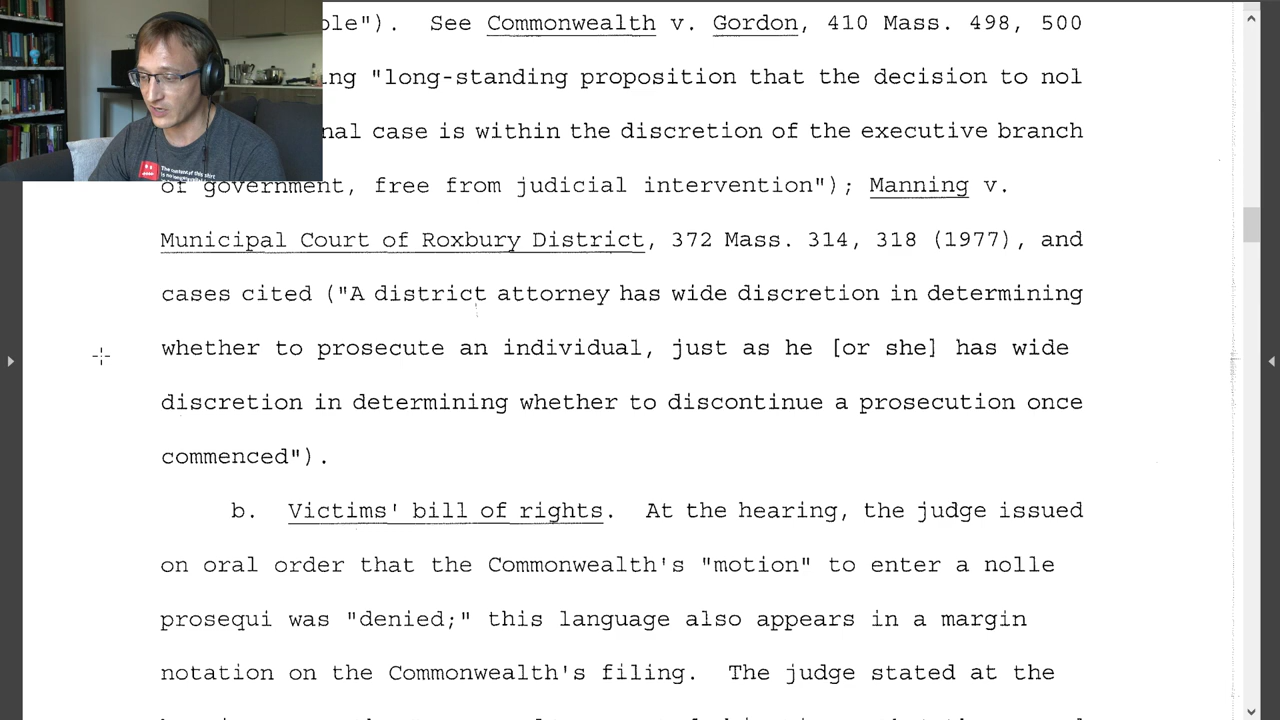 ole"). See Commonwealth v. Gordon, 410 Mass. 498, 500
ng "long-standing proposition that the decision to nol
nal case is within the discretion of the executive branch
of government, free from judicial intervention"); Manning v.
Municipal Court of Roxbury District, 372 Mass. 314, 318 (1977), and
cases cited ("A district attorney has wide discretion in determining
whether to prosecute an individual, just as he [or she] has wide
discretion in determining whether to discontinue a prosecution once
commenced").
b. Victims' bill of rights. At the hearing, the judge issued
on oral order that the Commonwealth's "motion" to enter a nolle
prosequi was "denied;" this language also appears in a margin
notation on the Commonwealth's filing. The judge stated at the